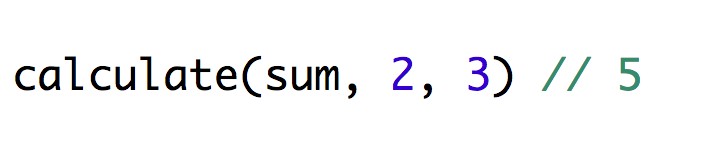 calculate(sum, 2, 3) // 5